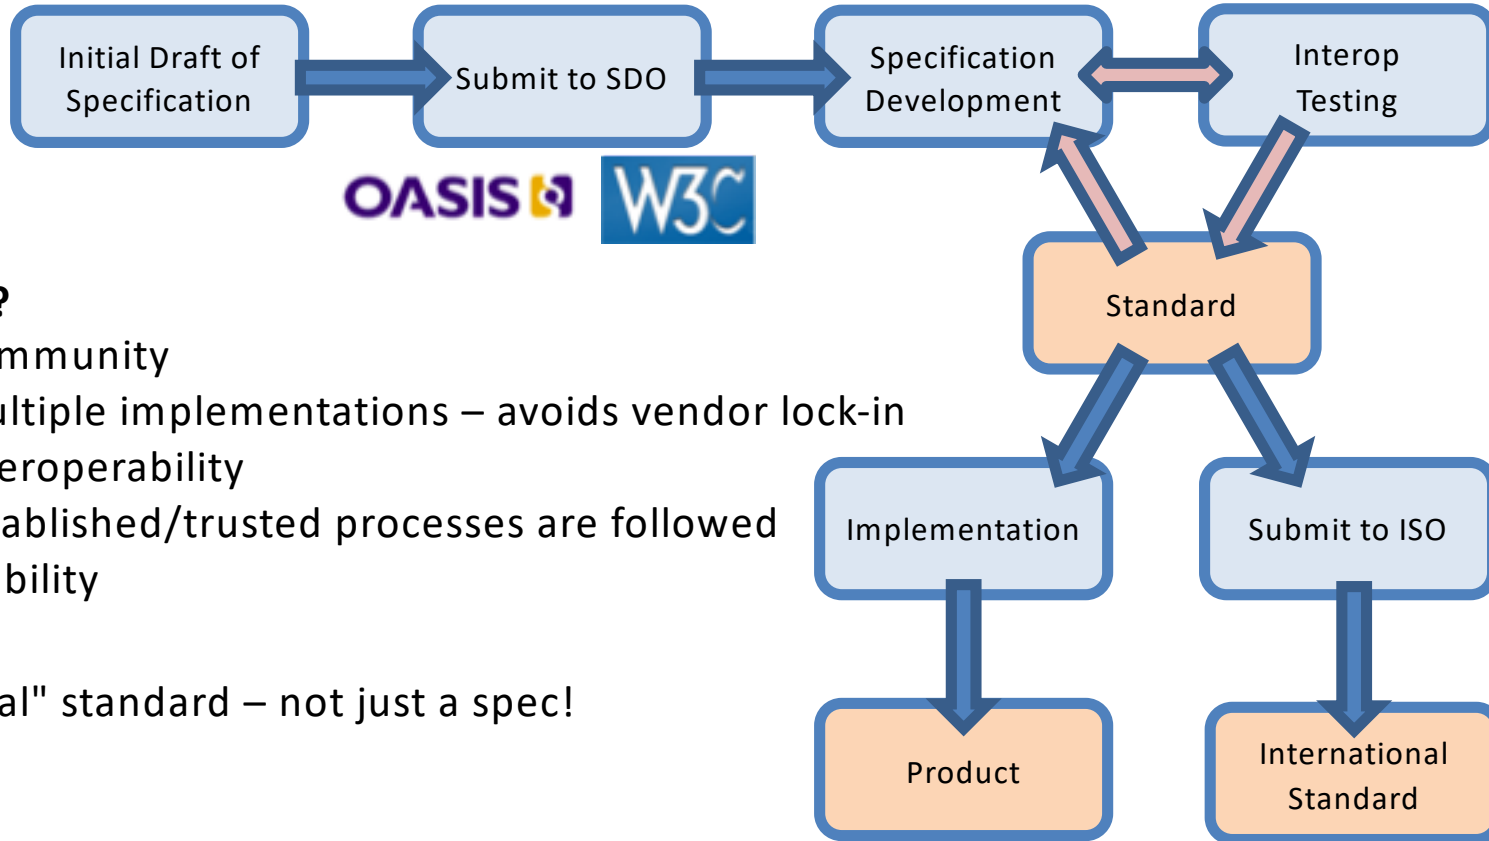 Initial Draft of
Specification
Submit to SDO
Specification
Development
Interop
Testing
OASIS
W3C
Standard
?
mmunity
ultiple implementations – avoids vendor lock-in
eroperability
ablished/trusted processes are followed
bility
al" standard – not just a spec!
Implementation
Submit to ISO
Product
International
Standard